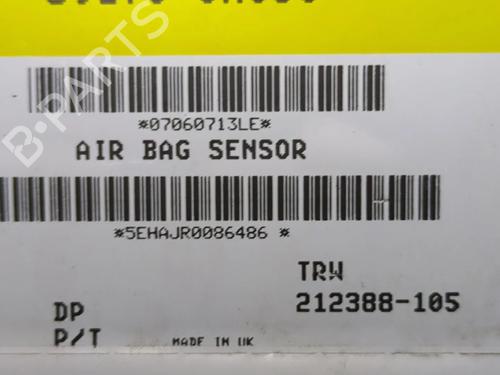 *07060713LE*
AIR BAG SENSOR
*5EHAJR0086486 *
TRW
DP 212388-105
P/T MADE IN UK
B-PARTS